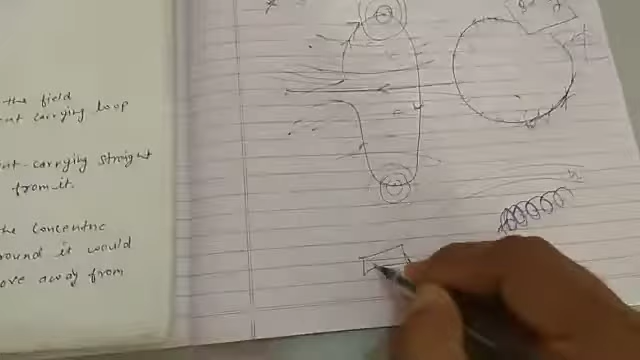 the field
nt carrying loop
nt-carrying straight
from it.
the concentric
round it would
ove away from